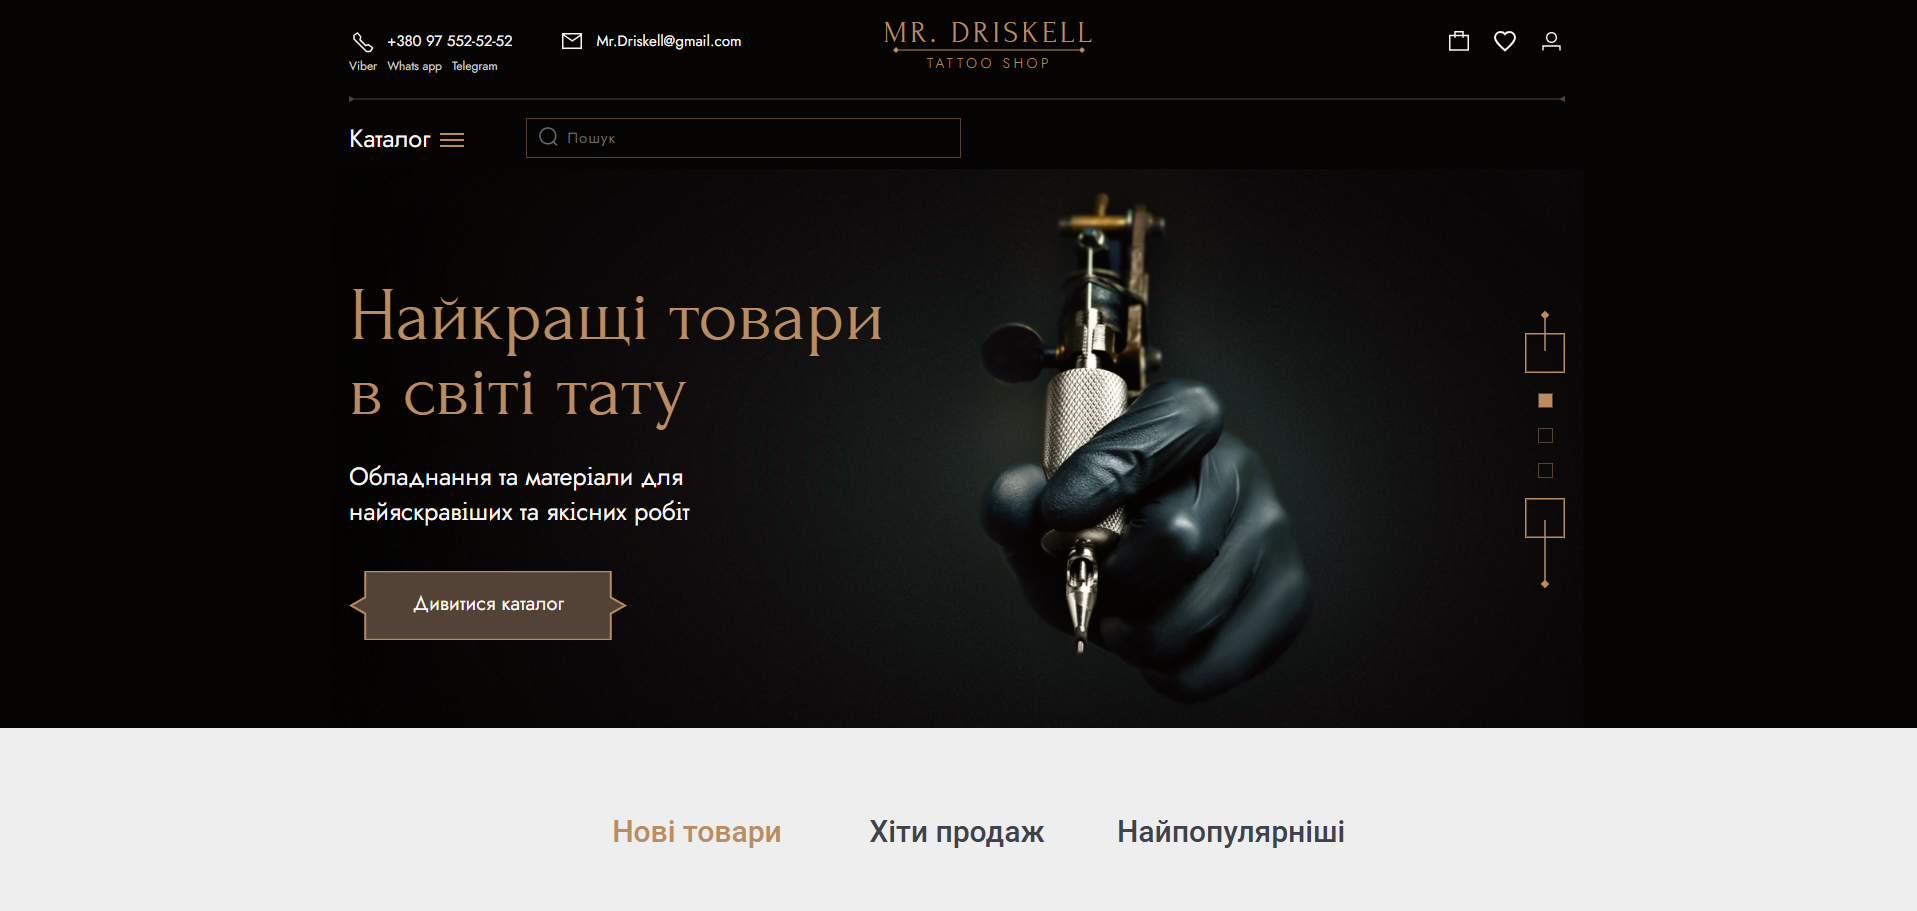 +380 97 552-52-52
Mr.Driskell@gmail.com
Viber Whats app Telegram
MR. DRISKELL
TATTOO SHOP
Каталог
Пошук
Найкращі товари
в світі тату
Обладнання та матеріали для
найяскравіших та якісних робіт
Дивитися каталог
Нові товари
Хіти продаж
Найпопулярніші